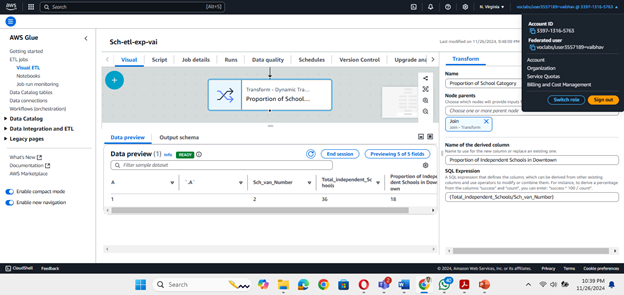 aws
Search
[Alt+S]
N. Virginia
voclabs/user3557189=vaibhav @ 3397-1316-5763
Account ID
3397-1316-5763
Federated user
voclabs/user3557189=vaibhav
Account
Organization
Service Quotas
Billing and Cost Management
Switch role
Sign out
AWS Glue
Getting started
ETL jobs
Visual ETL
Notebooks
Job run monitoring
Data Catalog tables
Data connections
Workflows (orchestration)
Data Catalog
Data Integration and ETL
Legacy pages
What's New
Documentation
AWS Marketplace
Enable compact mode
Enable new navigation
Sch-etl-exp-vai
Last modified on 11/26/2024, 9:48:59 PM
Visual
Script
Job details
Runs
Data quality
Schedules
Version Control
Upgrade ana
Transform - Dynamic Tra...
Proportion of School...
Data preview
Output schema
Data preview (1)
Info
READY
End session
Previewing 5 of 5 fields
Filter sample dataset
A
`.A`
Sch_van_Number
Total_independent_Sc
hools
Proportion of Indepen
dent Schools in Downt
own
1
2
36
18
Transform
Name
Proportion of School Category
Node parents
Choose which nodes will provide inputs
Choose one or more parent node
Join
Join - Transform
Name of the derived column
Name to use for the new column or replace an existing one.
Proportion of Independent Schools in Downtown
SQL Expression
A SQL expression that defines the column, which can be derived from other existing
columns and use operators to modify or combine them. For instance, to derive a percentage
from the columns "success" and "count", you can enter: "success * 100 / count".
(Total_independent_Schools/Sch_van_Number)
CloudShell
Feedback
© 2024, Amazon Web Services, Inc. or its affiliates.
Privacy
Terms
Cookie preferences
Search
10:39 PM
11/26/2024